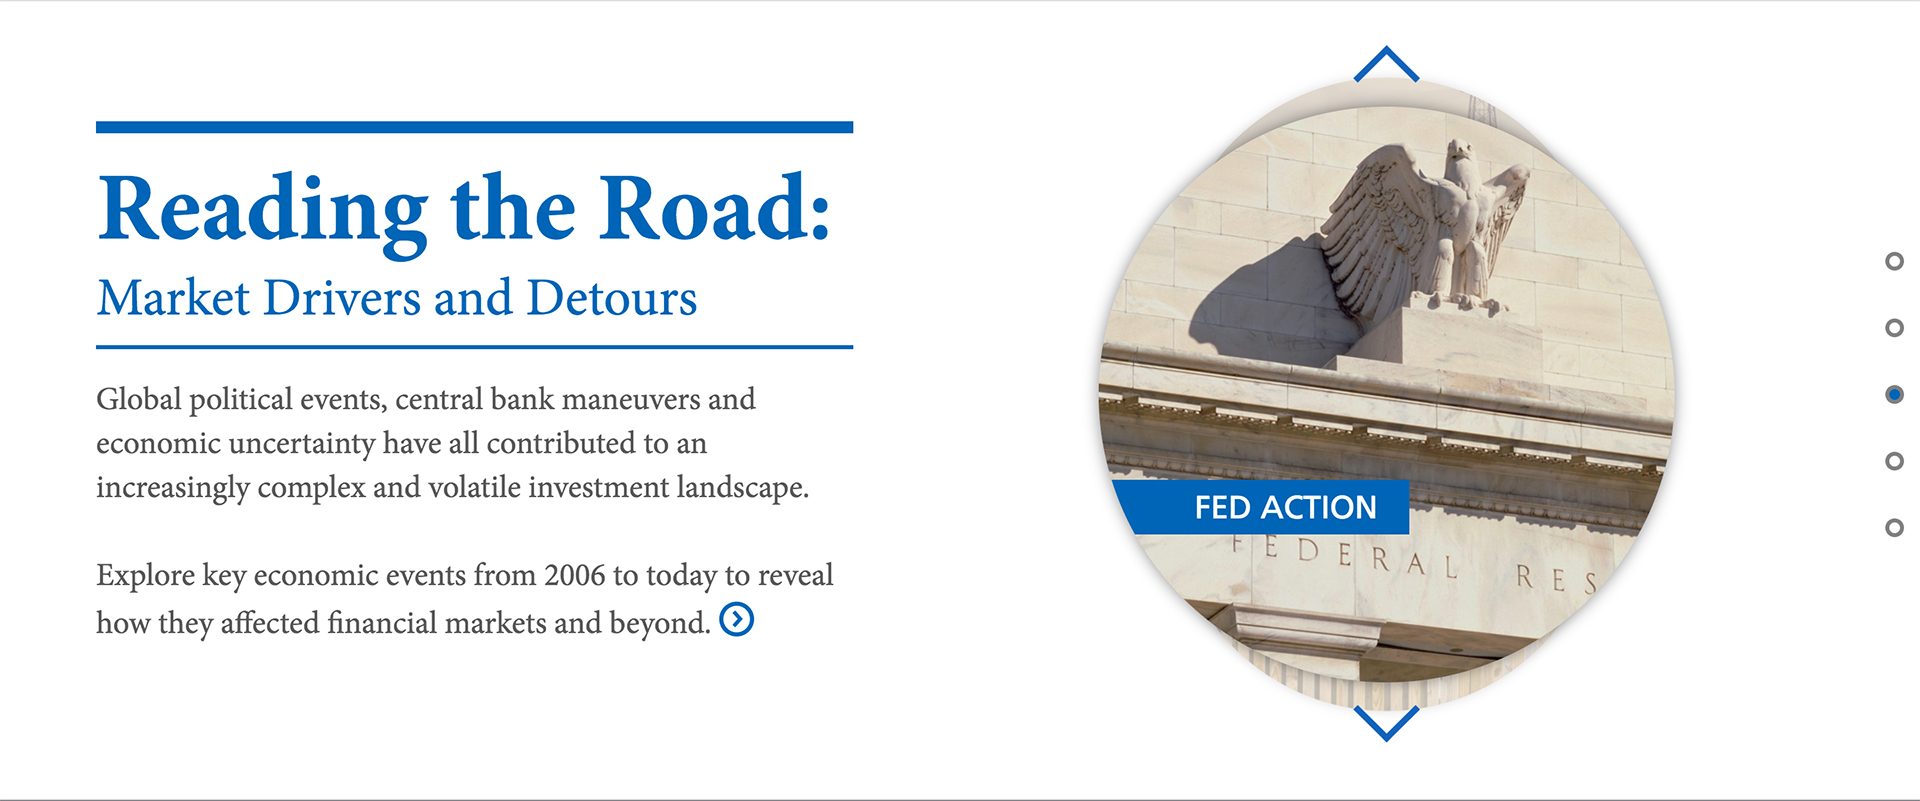 Reading the Road:
Market Drivers and Detours
Global political events, central bank maneuvers and
economic uncertainty have all contributed to an
increasingly complex and volatile investment landscape.
Explore key economic events from 2006 to today to reveal
how they affected financial markets and beyond.
FED ACTION
FEDERAL RES